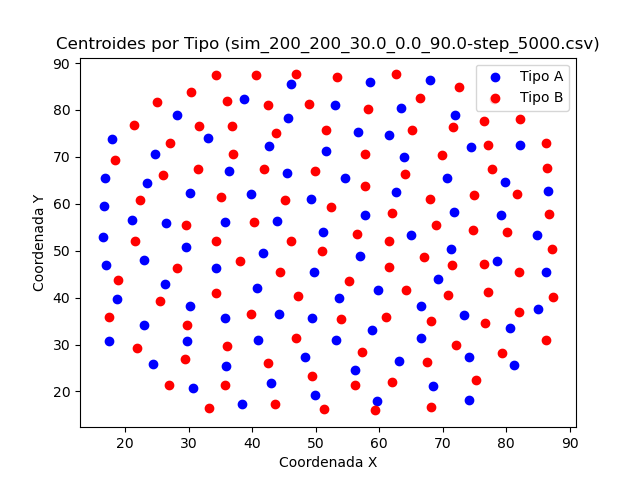 Centroides por Tipo (sim_200_200_30.0_0.0_90.0-step_5000.csv)
Tipo A
Tipo B
90
80
70
60
50
40
30
20
Coordenada Y
20 30 40 50 60 70 80 90
Coordenada X